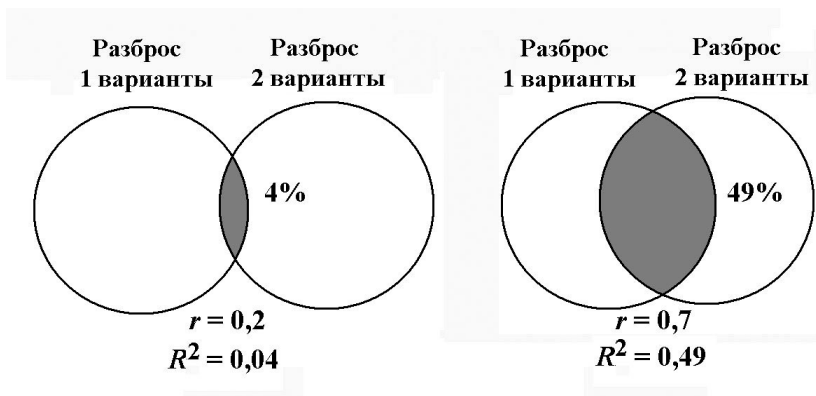 Разброс
1 варианты
Разброс
2 варианты
4%
r = 0,2
R² = 0,04
Разброс
1 варианты
Разброс
2 варианты
49%
r = 0,7
R² = 0,49